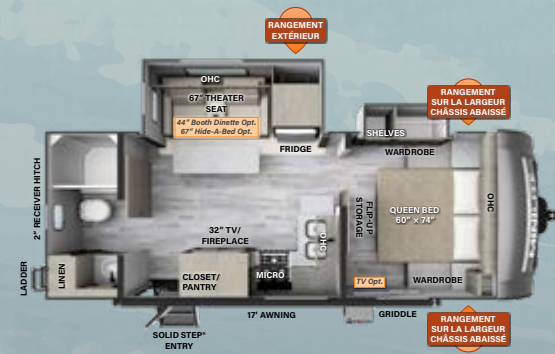 RANGEMENT
EXTÉRIEUR
OHC
67" THEATER
SEAT
44" Booth Dinette Opt.
67" Hide-A-Bed Opt.
FRIDGE
RANGEMENT
SUR LA LARGEUR
CHÂSSIS ABAISSÉ
SHELVES
WARDROBE
2" RECEIVER HITCH
32" TV/
FIREPLACE
OHC
FLIP-UP
STORAGE
QUEEN BED
60" x 74"
OHC
LADDER
LINEN
CLOSET/
PANTRY
MICRO
TV Opt.
WARDROBE
17' AWNING
GRIDDLE
SOLID STEP*
ENTRY
RANGEMENT
SUR LA LARGEUR
CHÂSSIS ABAISSÉ